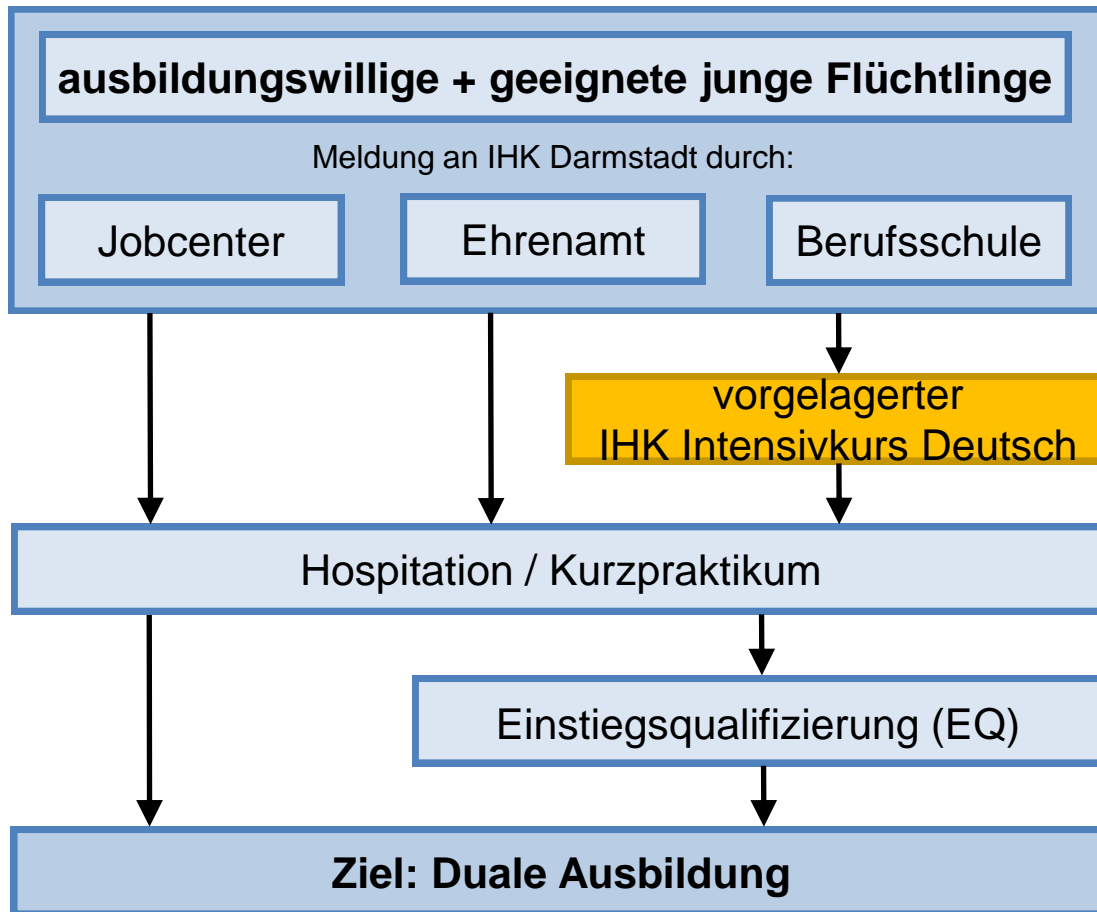 ausbildungswillige + geeignete junge Flüchtlinge
Meldung an IHK Darmstadt durch:
Jobcenter
Ehrenamt
Berufsschule
vorgelagerter
IHK Intensivkurs Deutsch
Hospitation / Kurzpraktikum
Einstiegsqualifizierung (EQ)
Ziel: Duale Ausbildung